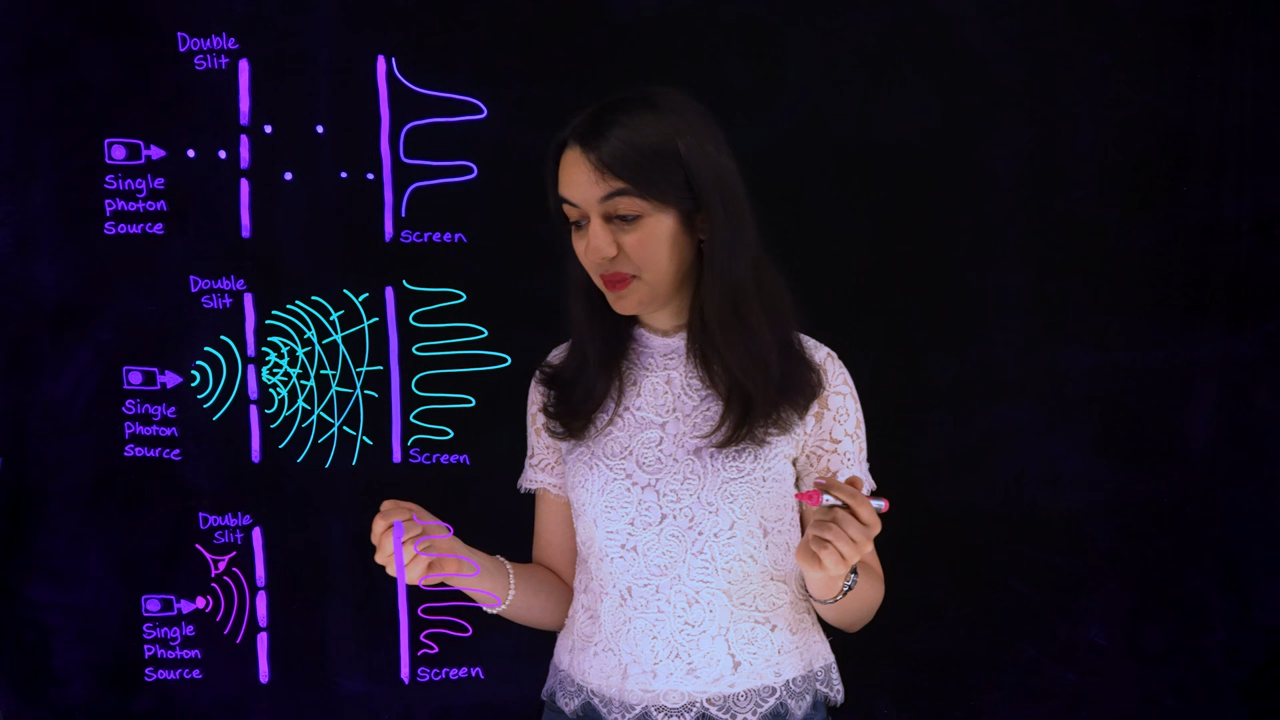 Double
Slit
Single
photon
Source
Screen
Double
Slit
Single
Photon
Source
Screen
Double
Slit
Single
Photon
Source
Screen